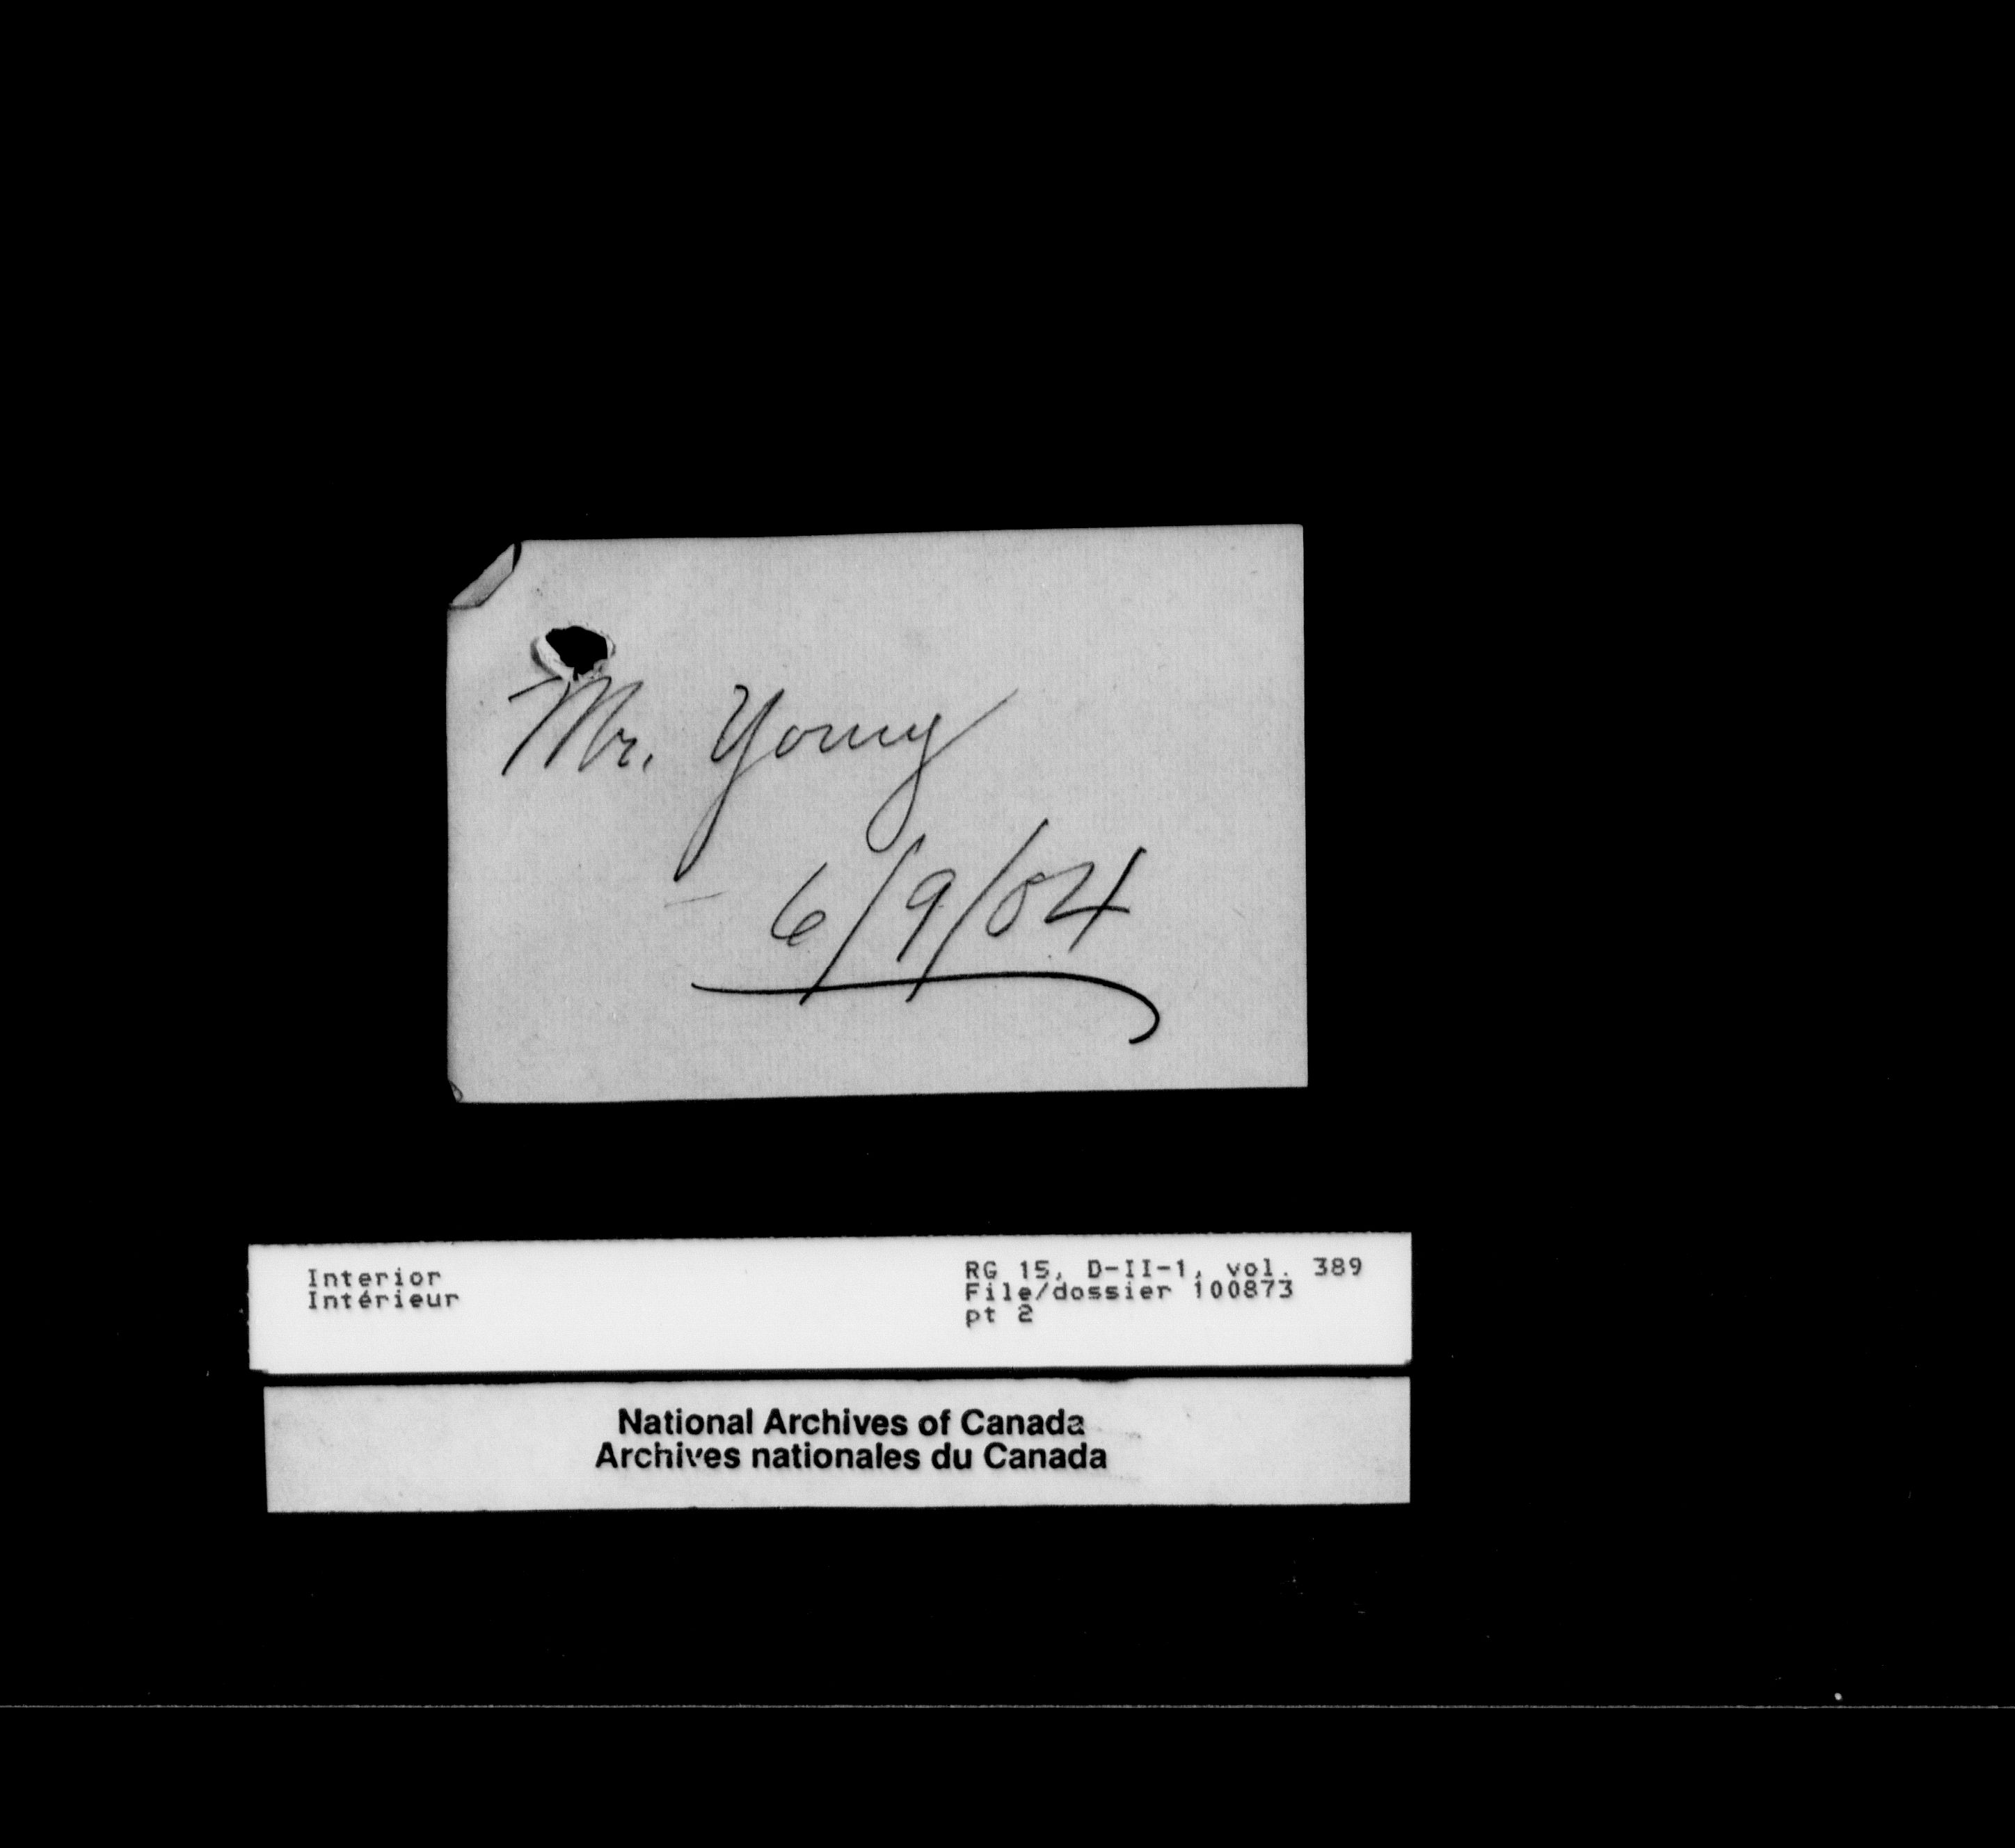 Mr. Young
6/9/04
Interior
Intérieur
RG 15, D-II-1, vol. 389
File/dossier 100873
pt 2
National Archives of Canada
Archives nationales du Canada